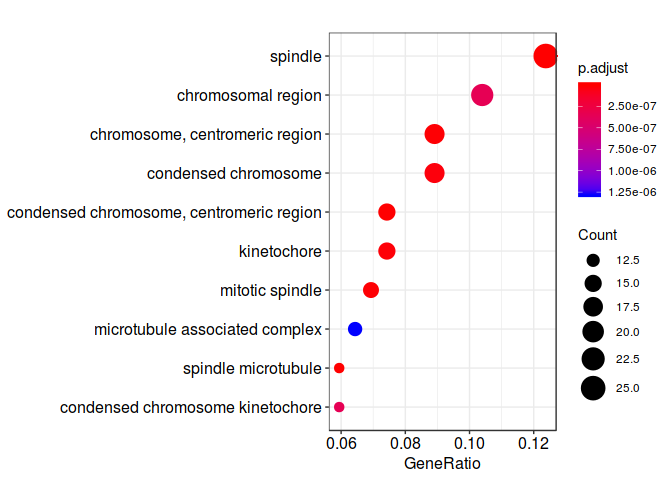 spindle
chromosomal region
chromosome, centromeric region
condensed chromosome
condensed chromosome, centromeric region
kinetochore
mitotic spindle
microtubule associated complex
spindle microtubule
condensed chromosome kinetochore
0.06 0.08 0.10 0.12
GeneRatio
p.adjust
2.50e-07
5.00e-07
7.50e-07
1.00e-06
1.25e-06
Count
12.5
15.0
17.5
20.0
22.5
25.0